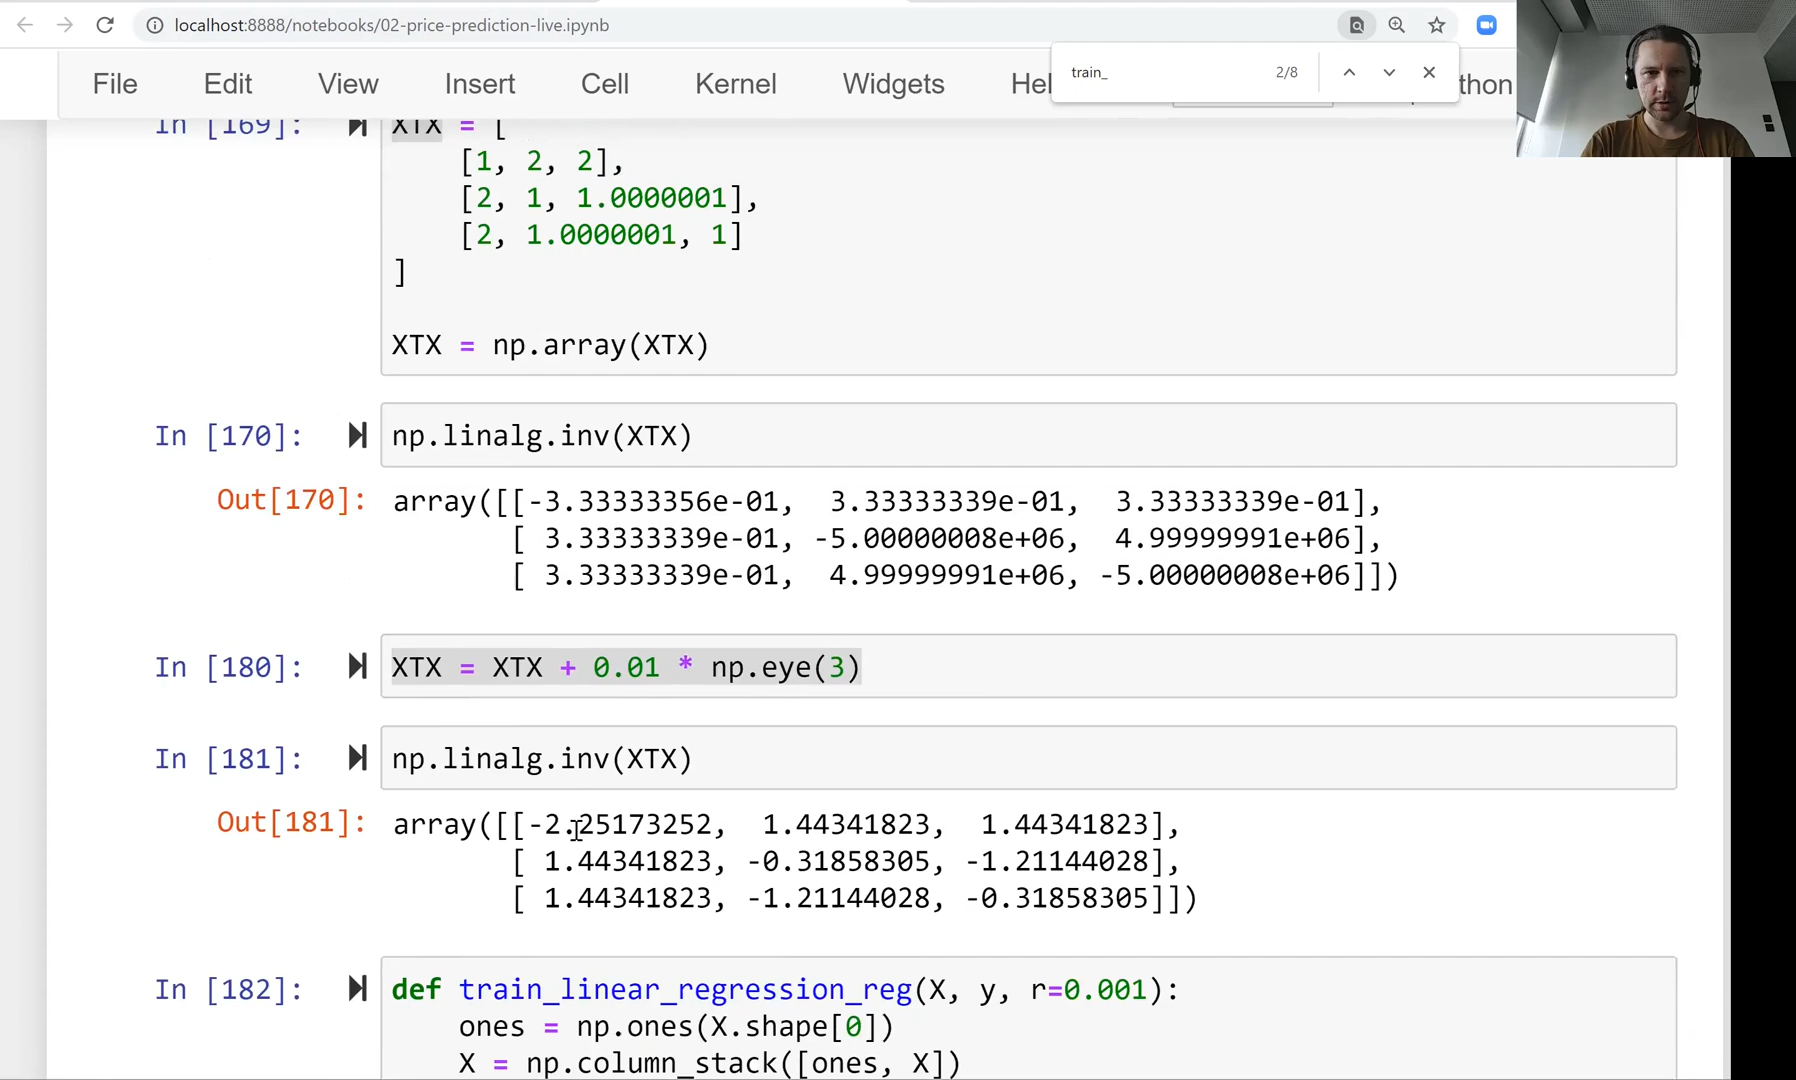 localhost:8888/notebooks/02-price-prediction-live.ipynb
train_ 2/8
File Edit View Insert Cell Kernel Widgets Hel thon
In [169]: XTX = [
[1, 2, 2],
[2, 1, 1.0000001],
[2, 1.0000001, 1]
]
XTX = np.array(XTX)
In [170]: np.linalg.inv(XTX)
Out[170]: array([[-3.33333356e-01, 3.33333339e-01, 3.33333339e-01],
[ 3.33333339e-01, -5.00000008e+06, 4.99999991e+06],
[ 3.33333339e-01, 4.99999991e+06, -5.00000008e+06]])
In [180]: XTX = XTX + 0.01 * np.eye(3)
In [181]: np.linalg.inv(XTX)
Out[181]: array([[-2.25173252, 1.44341823, 1.44341823],
[ 1.44341823, -0.31858305, -1.21144028],
[ 1.44341823, -1.21144028, -0.31858305]])
In [182]: def train_linear_regression_reg(X, y, r=0.001):
ones = np.ones(X.shape[0])
X = np.column_stack([ones, X])